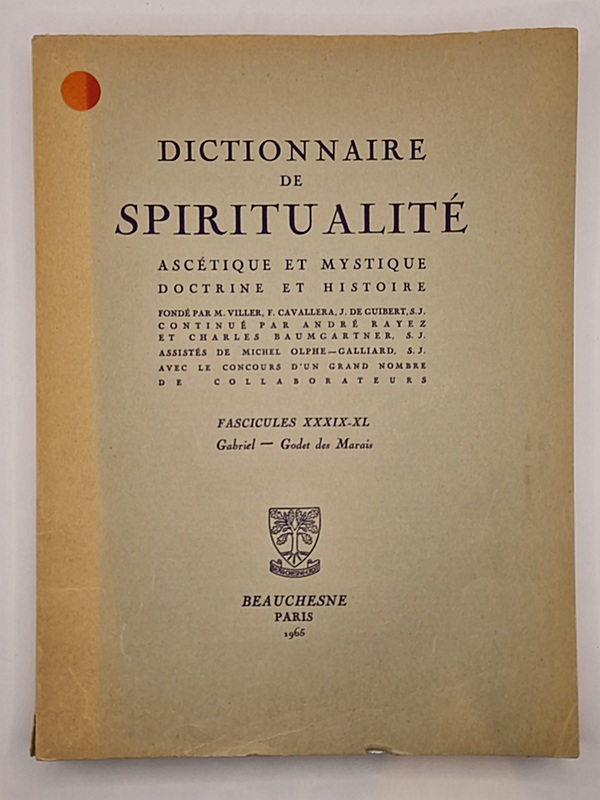 DICTIONNAIRE
DE
SPIRITUALITÉ
ASCÉTIQUE ET MYSTIQUE
DOCTRINE ET HISTOIRE
FONDÉ PAR M. VILLER, F. CAVALLERA, J. DE GUIBERT, S.J.
CONTINUÉ PAR ANDRÉ RAYEZ
ET CHARLES BAUMGARTNER, S. J.
ASSISTÉS DE MICHEL OLPHE—GALLIARD, S. J.
AVEC LE CONCOURS D'UN GRAND NOMBRE
DE COLLABORATEURS
FASCICULES XXXIX-XL
Gabriel — Godet des Marais
BEAUCHESNE
PARIS
1965